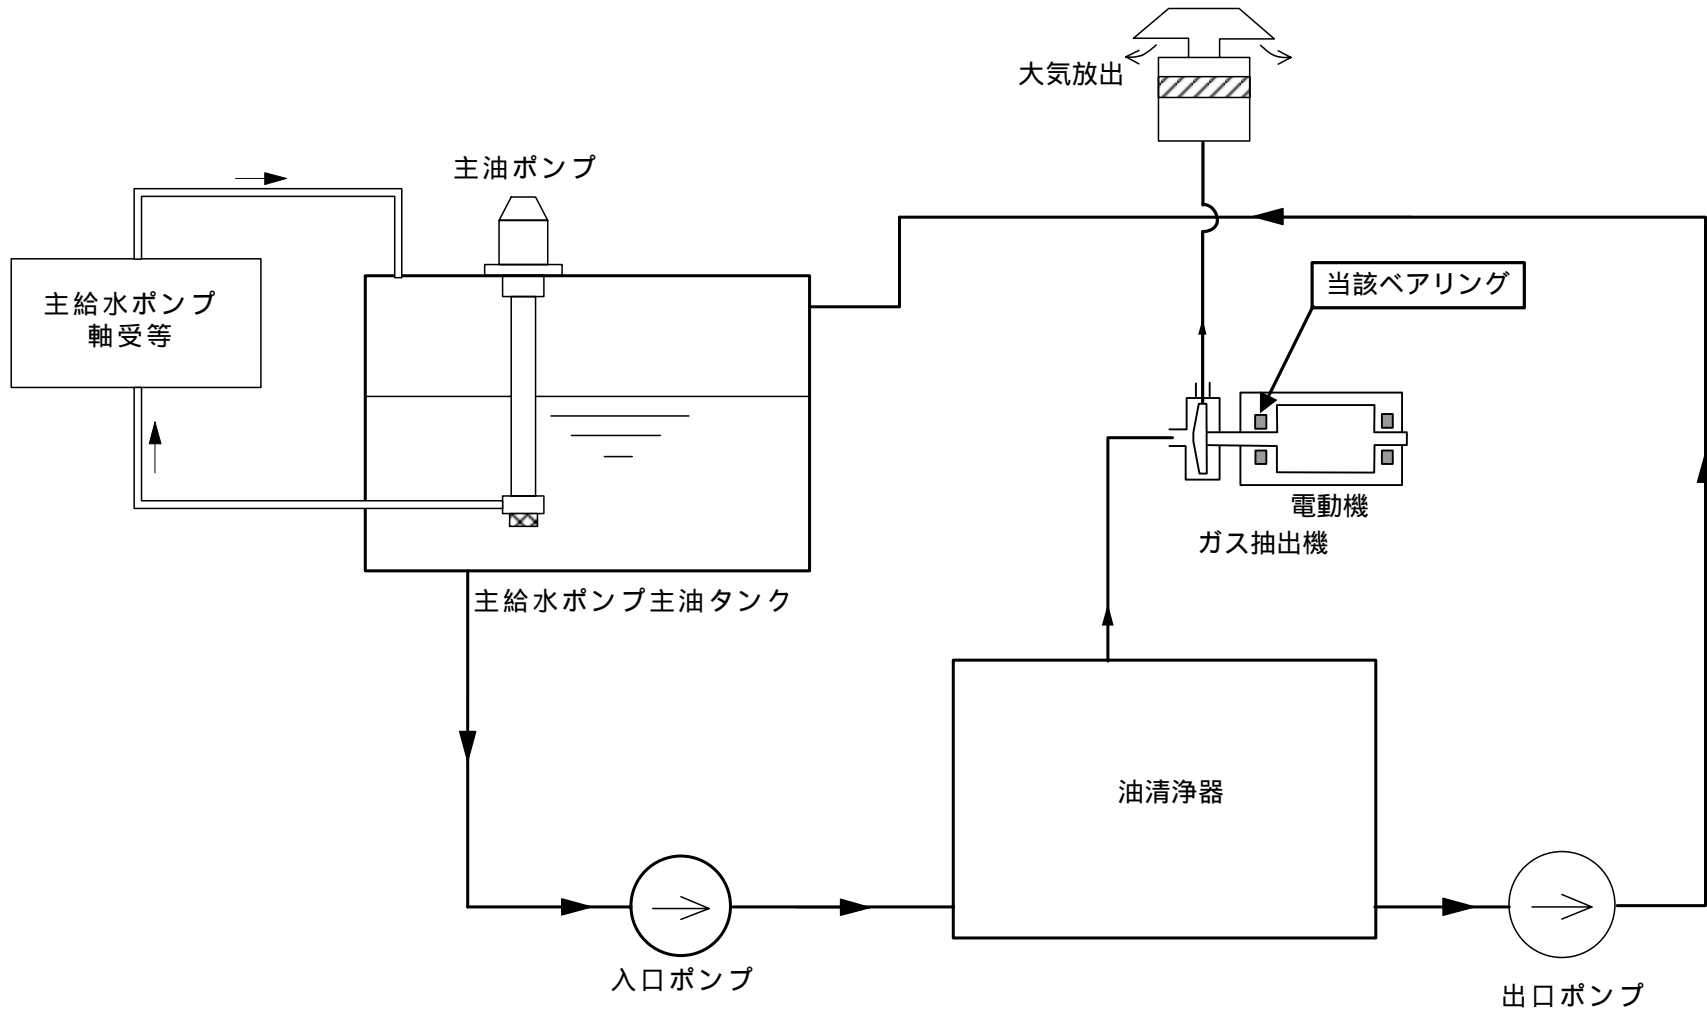 大気放出
主油ポンプ
当該ベアリング
主給水ポンプ
軸受等
電動機
ガス抽出機
主給水ポンプ主油タンク
油清浄器
入口ポンプ
出口ポンプ